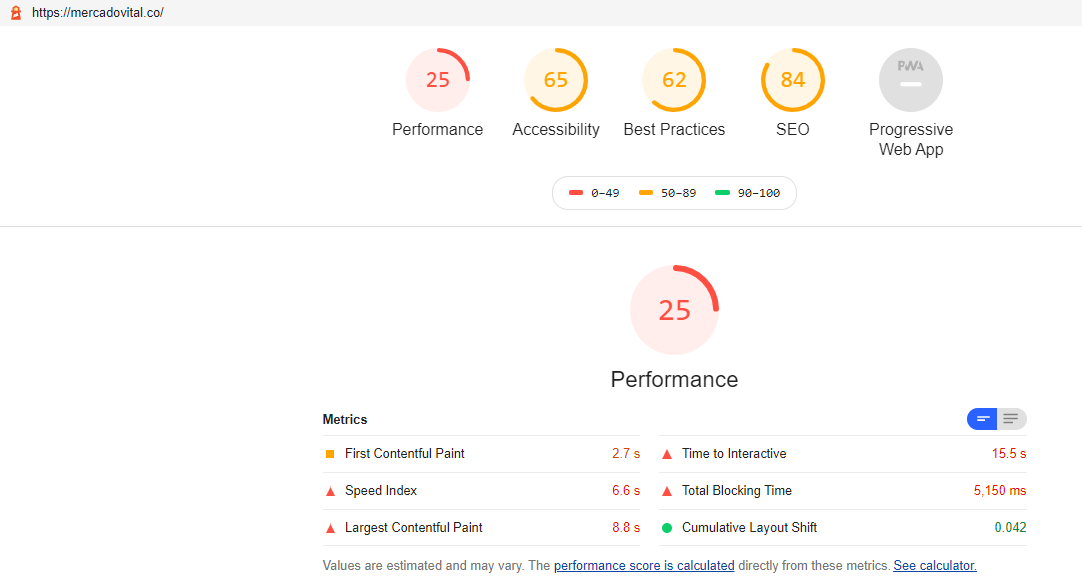 https://mercadovital.co/
25
65
62
84
PWA
Performance
Accessibility
Best Practices
SEO
Progressive
Web App
0–49
50–89
90–100
25
Performance
Metrics
First Contentful Paint
2.7 s
Time to Interactive
15.5 s
Speed Index
6.6 s
Total Blocking Time
5,150 ms
Largest Contentful Paint
8.8 s
Cumulative Layout Shift
0.042
Values are estimated and may vary. The performance score is calculated directly from these metrics. See calculator.